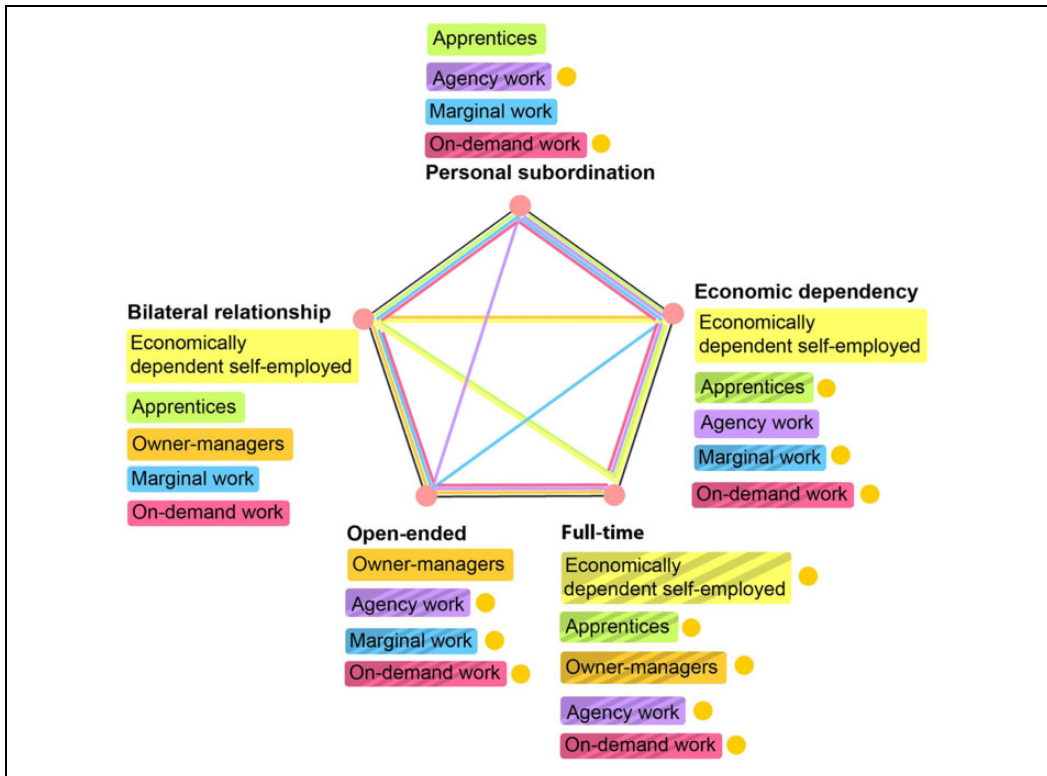 Apprentices
Agency work
Marginal work
On-demand work
Personal subordination
Bilateral relationship
Economically
dependent self-employed
Apprentices
Owner-managers
Marginal work
On-demand work
Economic dependency
Economically
dependent self-employed
Apprentices
Agency work
Marginal work
On-demand work
Open-ended
Owner-managers
Agency work
Marginal work
On-demand work
Full-time
Economically
dependent self-employed
Apprentices
Owner-managers
Agency work
On-demand work